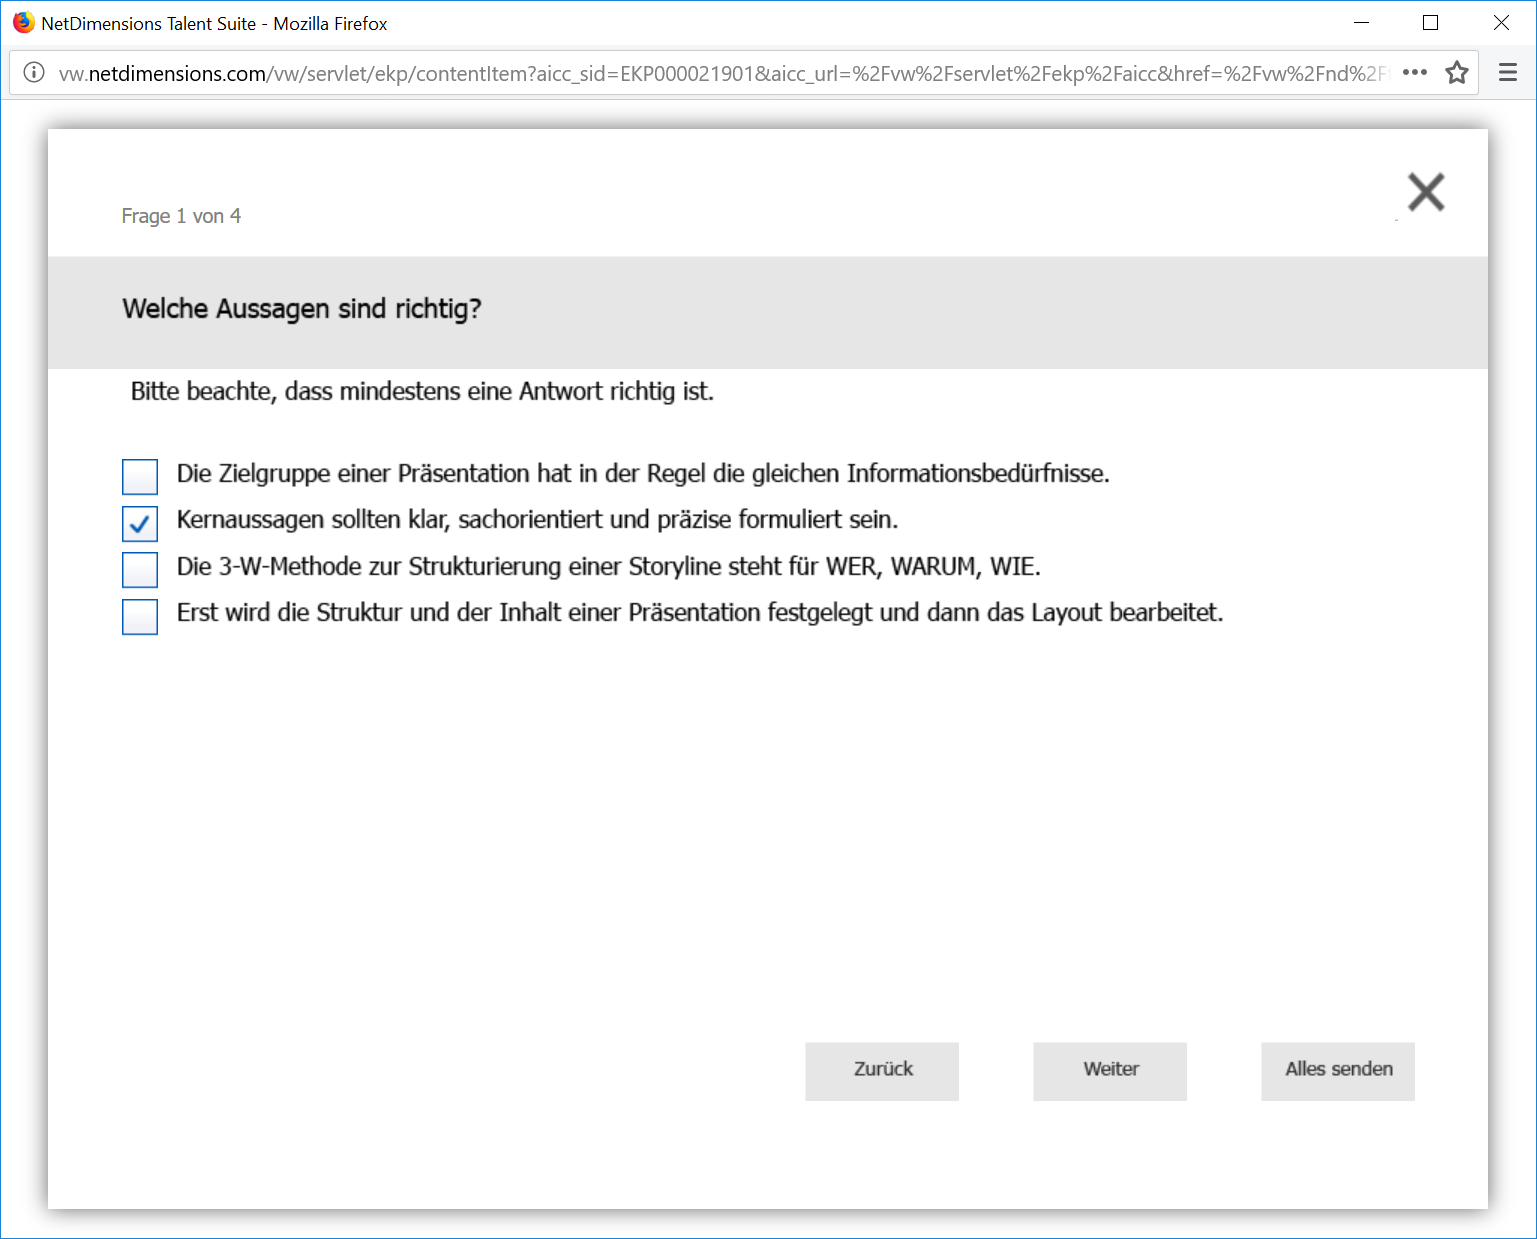 NetDimensions Talent Suite - Mozilla Firefox
vw.netdimensions.com/vw/servlet/ekp/contentItem?aicc_sid=EKP000021901&aicc_url=%2Fvw%2Fservlet%2Fekp%2Faicc&href=%2Fvw%2Fnd%2F
Frage 1 von 4
Welche Aussagen sind richtig?
Bitte beachte, dass mindestens eine Antwort richtig ist.
Die Zielgruppe einer Präsentation hat in der Regel die gleichen Informationsbedürfnisse.
Kernaussagen sollten klar, sachorientiert und präzise formuliert sein.
Die 3-W-Methode zur Strukturierung einer Storyline steht für WER, WARUM, WIE.
Erst wird die Struktur und der Inhalt einer Präsentation festgelegt und dann das Layout bearbeitet.
Zurück
Weiter
Alles senden